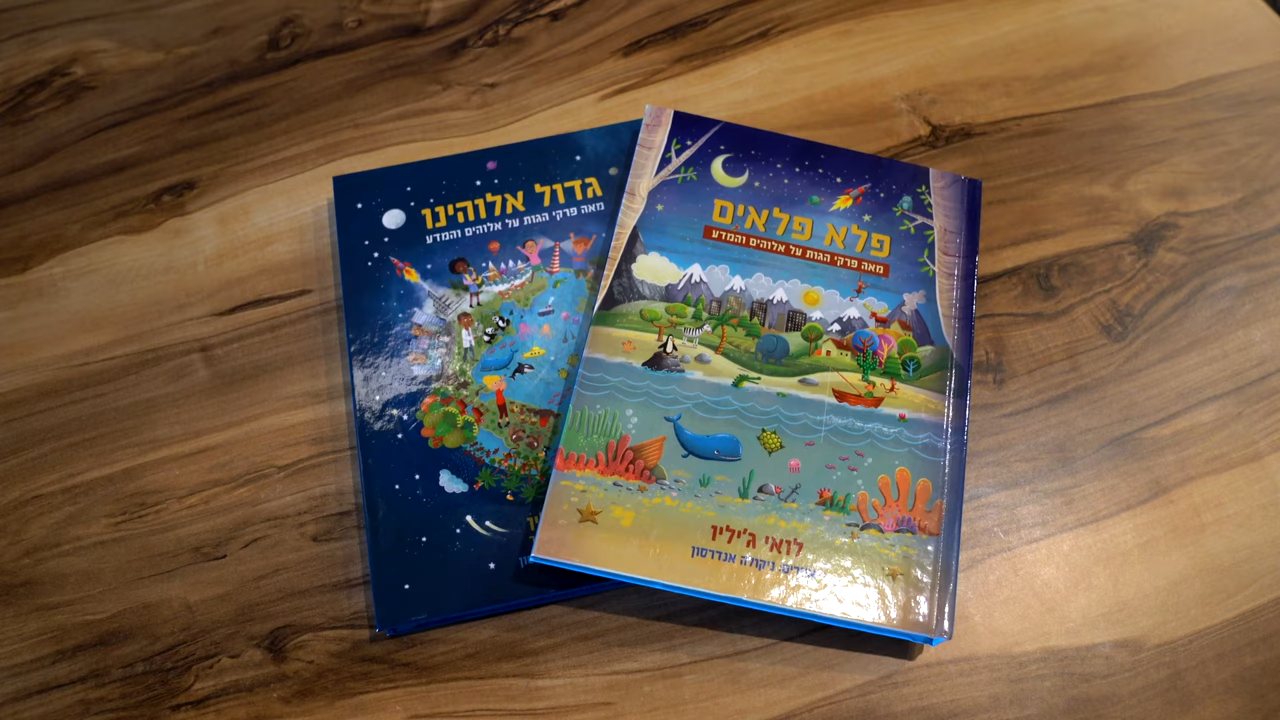 גדול אלוהינו
מאה פרקי הגות על אלוהים והמדע
פלא פלאים
מאה פרקי הגות על אלוהים והמדע
לואי ג׳יליו
איורים: ניקולה אנדרסון